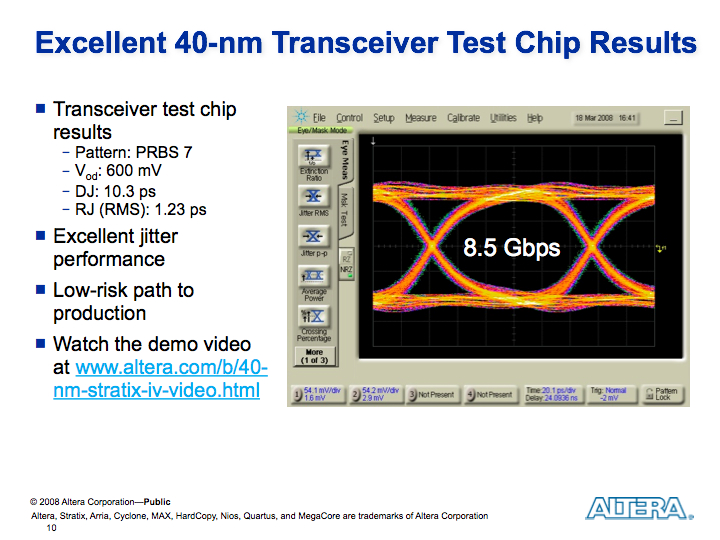 Excellent 40-nm Transceiver Test Chip Results
Transceiver test chip
results
– Pattern: PRBS 7
– Vod: 600 mV
– DJ: 10.3 ps
– RJ (RMS): 1.23 ps
Excellent jitter
performance
Low-risk path to
production
Watch the demo video
at www.altera.com/b/40-
nm-stratix-iv-video.html
File Control Setup Measure Calibrate Utilities Help 18 Mar 2008 16:41
Eye/Mask Mode
Eye Meas
Extinction
Ratio
Jitter RMS
Msk Test
Jitter p-p
RZ
NRZ
Average
Power
Crossing
Percentage
More
(1 of 3)
8.5 Gbps
1 54.1 mV/div
1.6 mV
2 54.2 mV/div
2.9 mV
3 Not Present
4 Not Present
Time:20.1 ps/div
Delay:24.0936 ns
Trig: Normal
-2 mV
Pattern
Lock
© 2008 Altera Corporation—Public
Altera, Stratix, Arria, Cyclone, MAX, HardCopy, Nios, Quartus, and MegaCore are trademarks of Altera Corporation
10
ALTERA®